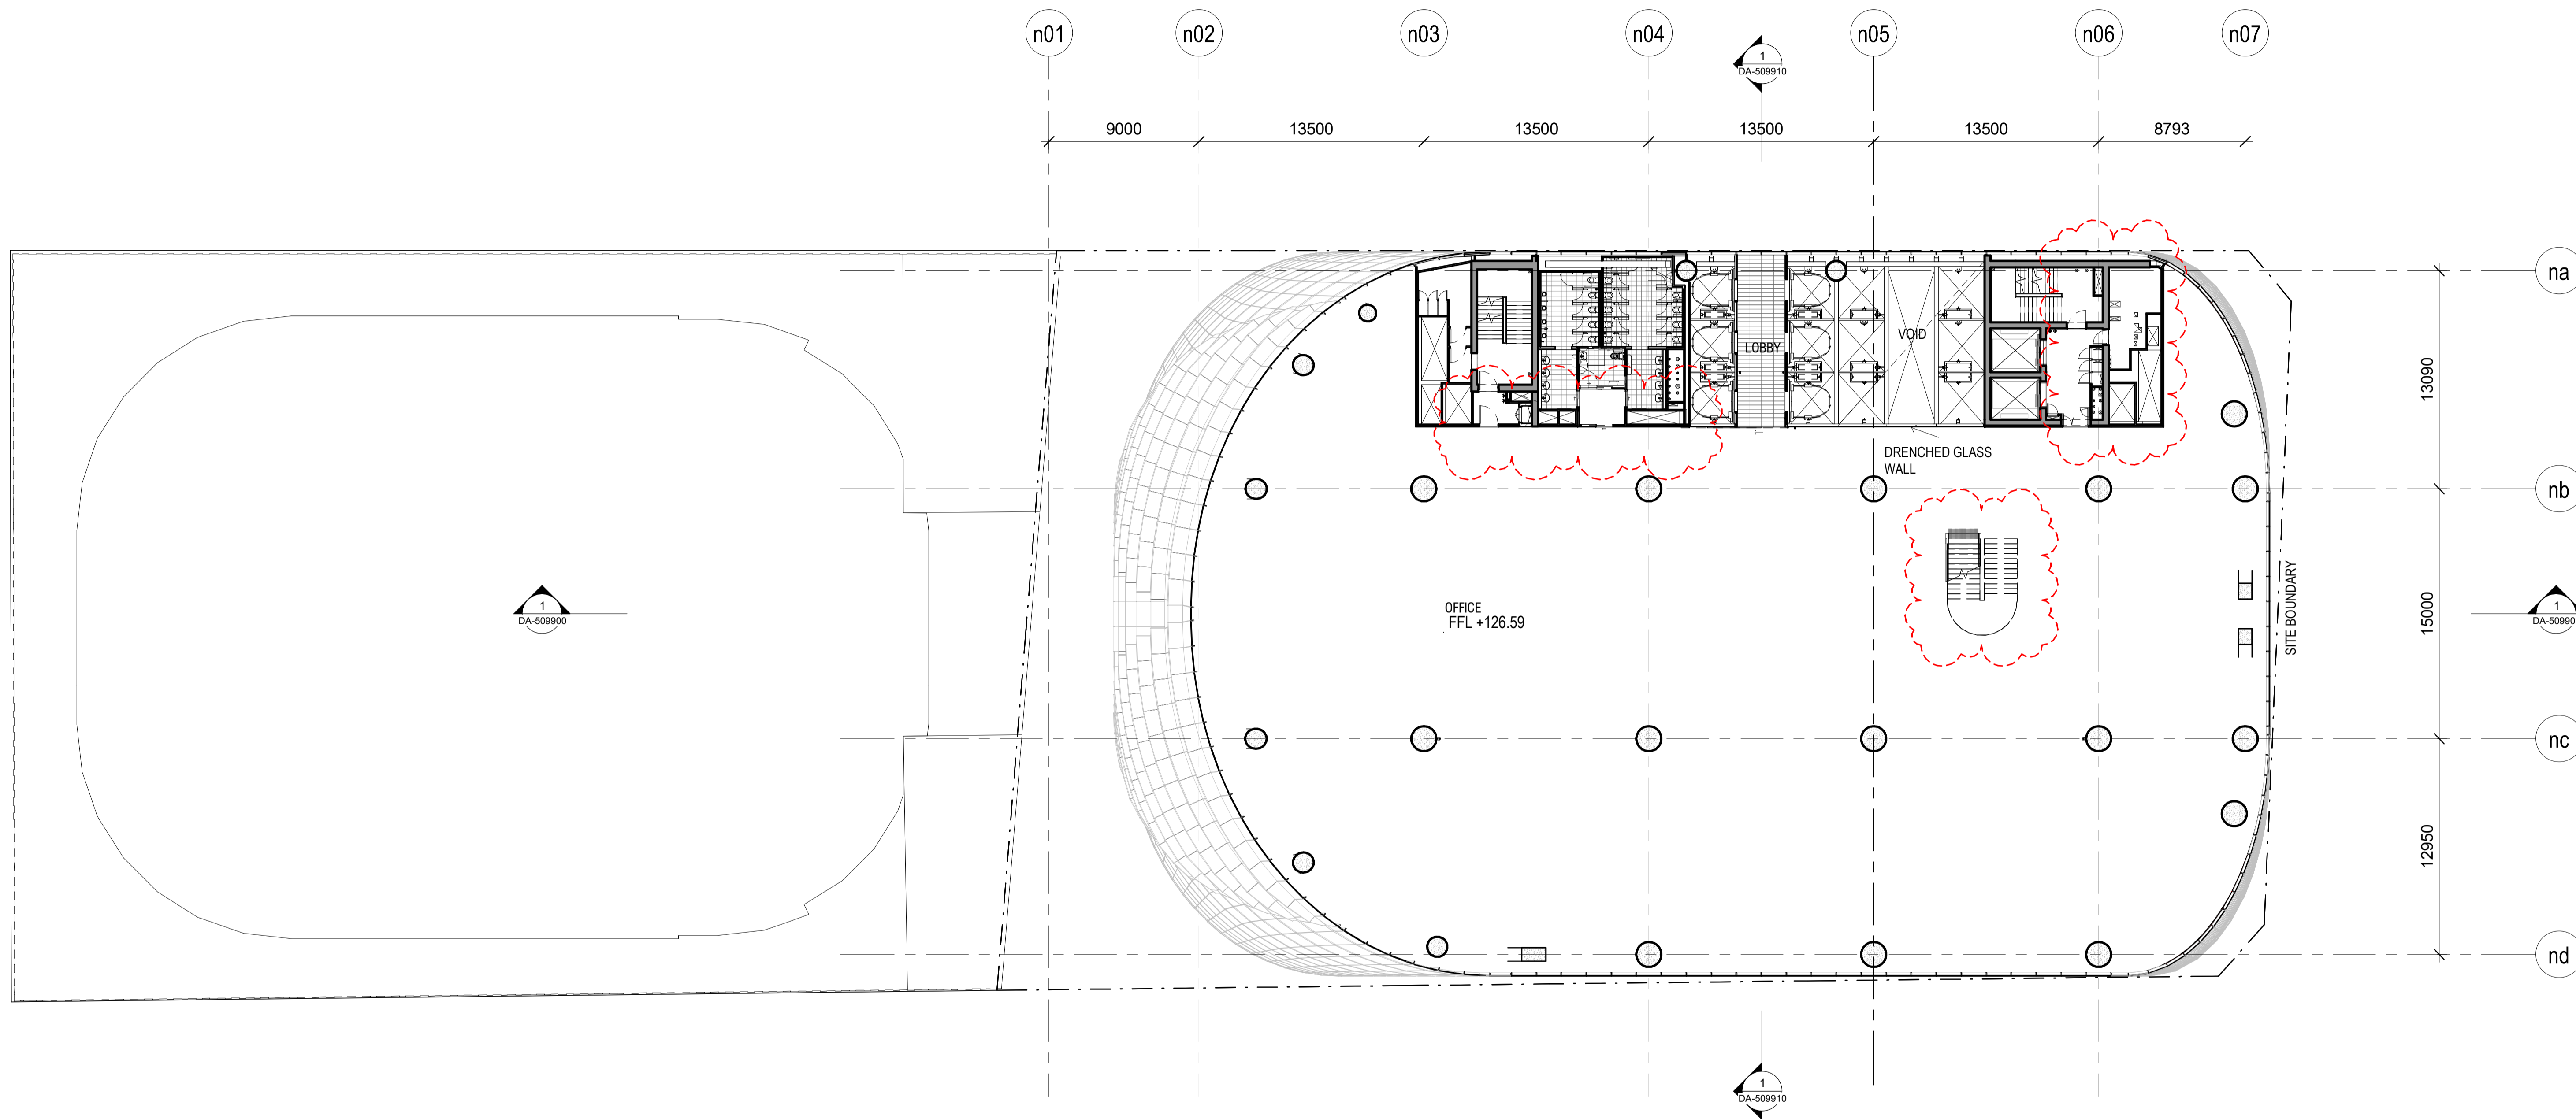 n01 n02 n03 n04 n05 n06 n07
1
DA-509910
9000 13500 13500 13500 13500 8793
na
LOBBY
VOID
13090
DRENCHED GLASS
WALL
nb
1
DA-509900
OFFICE
FFL +126.59
15000
SITE BOUNDARY
1
DA-50990
nc
12950
nd
1
DA-509910